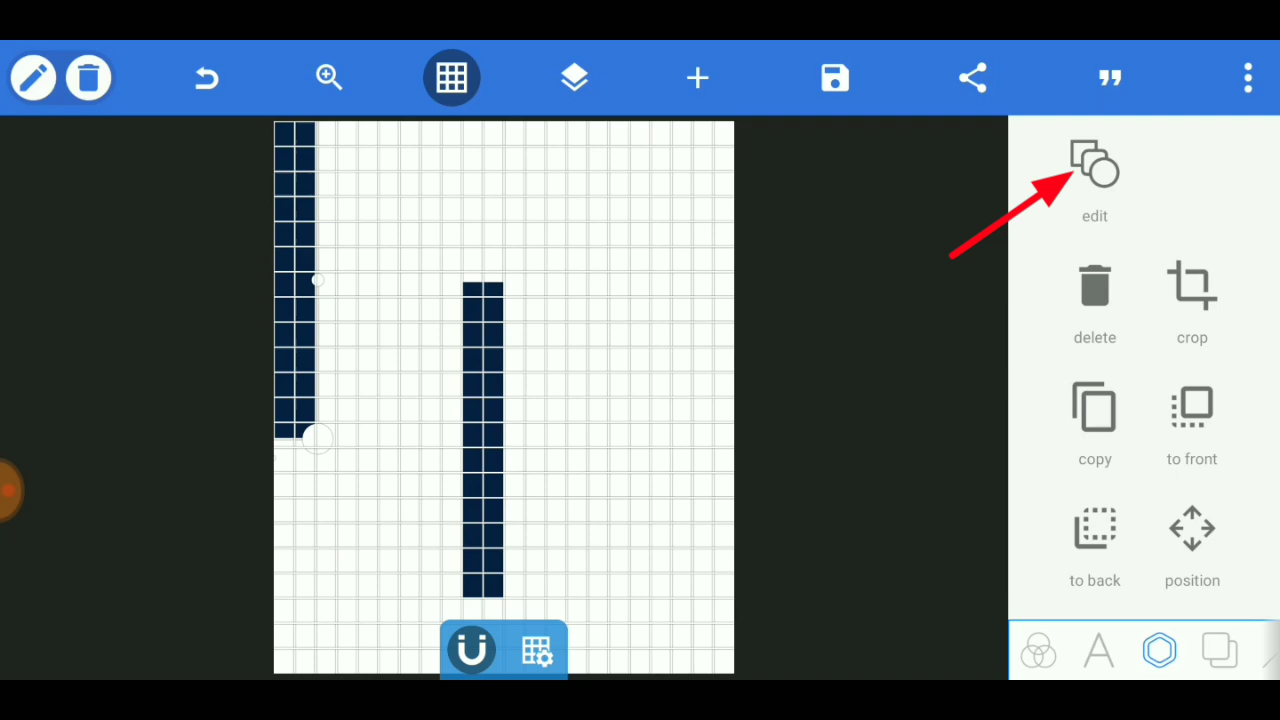 edit
delete
crop
copy
to front
to back
position